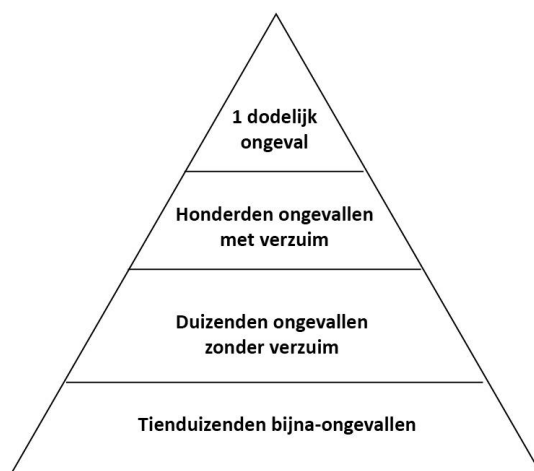 1 dodelijk
ongeval
Honderden ongevallen
met verzuim
Duizenden ongevallen
zonder verzuim
Tienduizenden bijna-ongevallen